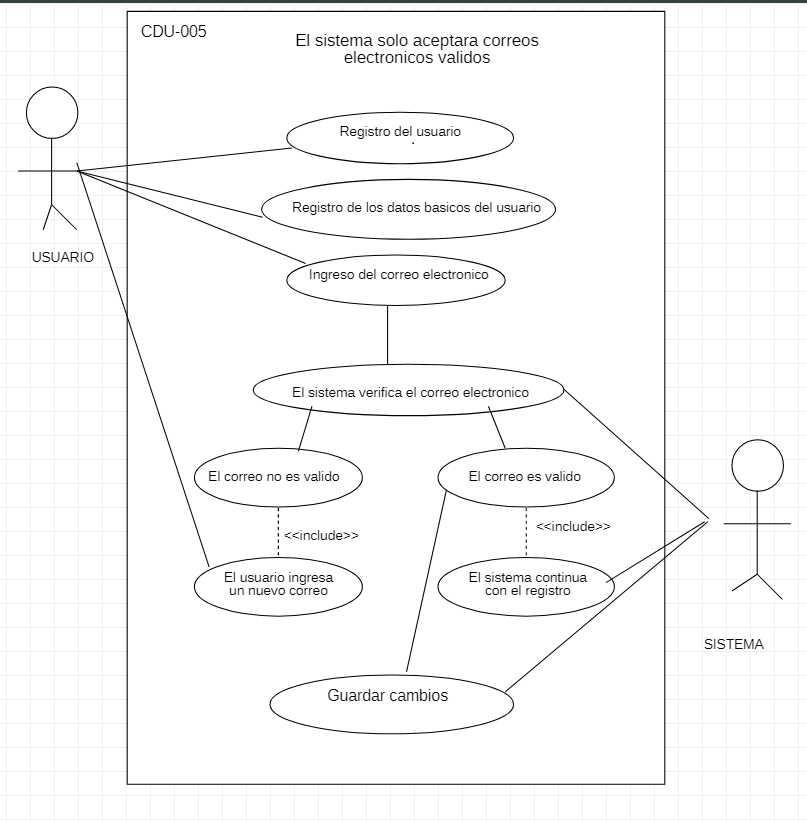 CDU-005
El sistema solo aceptara correos
electronicos validos
Registro del usuario
.
Registro de los datos basicos del usuario
USUARIO
Ingreso del correo electronico
El sistema verifica el correo electronico
El correo no es valido
El correo es valido
<<include>>
<<include>>
El usuario ingresa
un nuevo correo
El sistema continua
con el registro
SISTEMA
Guardar cambios